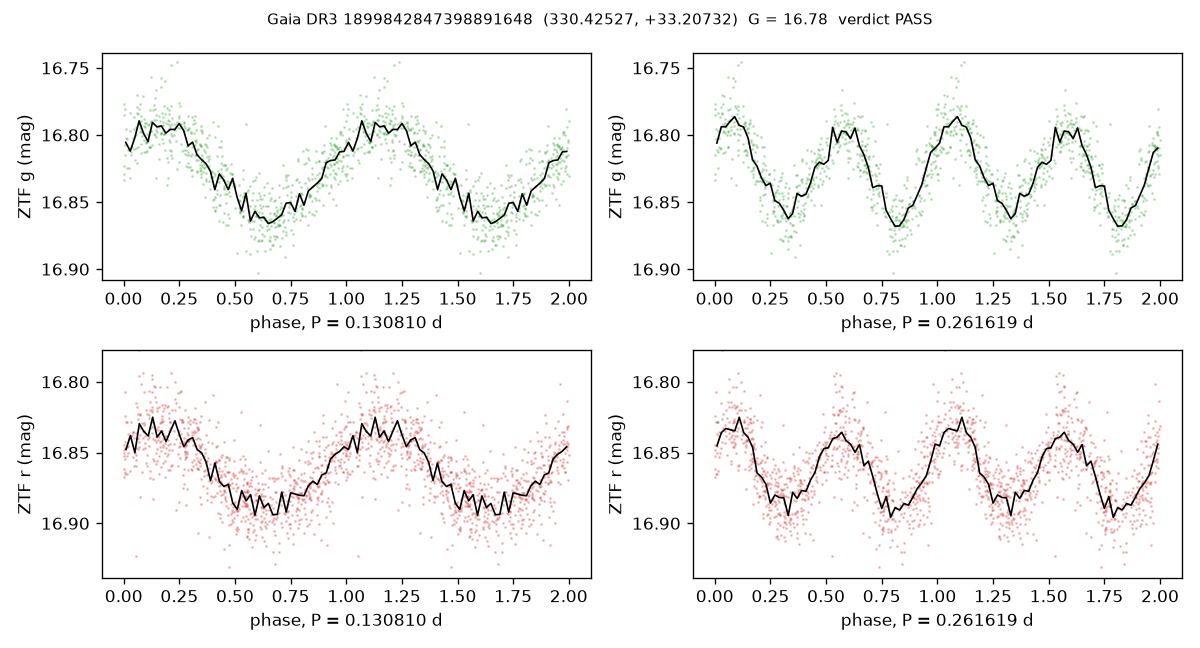 Gaia DR3 1899842847398891648 (330.42527, +33.20732) G = 16.78 verdict PASS
ZTF g (mag)
16.75
16.80
16.85
16.90
0.00 0.25 0.50 0.75 1.00 1.25 1.50 1.75 2.00
phase, P = 0.130810 d
ZTF g (mag)
16.75
16.80
16.85
16.90
0.00 0.25 0.50 0.75 1.00 1.25 1.50 1.75 2.00
phase, P = 0.261619 d
ZTF r (mag)
16.80
16.85
16.90
0.00 0.25 0.50 0.75 1.00 1.25 1.50 1.75 2.00
phase, P = 0.130810 d
ZTF r (mag)
16.80
16.85
16.90
0.00 0.25 0.50 0.75 1.00 1.25 1.50 1.75 2.00
phase, P = 0.261619 d